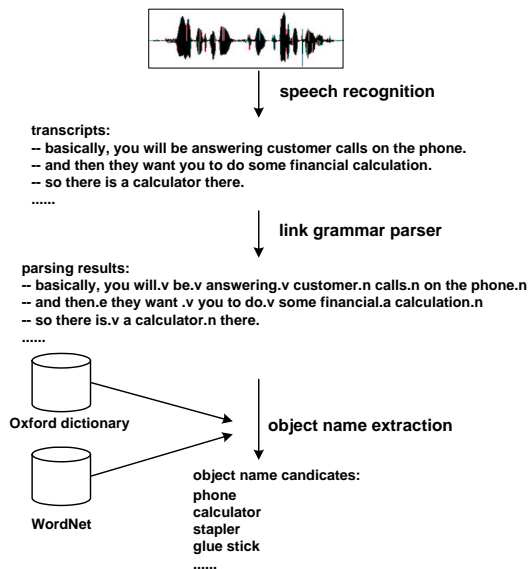 speech recognition
transcripts:
-- basically, you will be answering customer calls on the phone.
-- and then they want you to do some financial calculation.
-- so there is a calculator there.
......
link grammar parser
parsing results:
-- basically, you will.v be.v answering.v customer.n calls.n on the phone.n
-- and then.e they want .v you to do.v some financial.a calculation.n
-- so there is.v a calculator.n there.
......
Oxford dictionary
object name extraction
WordNet
object name candicates:
phone
calculator
stapler
glue stick
......